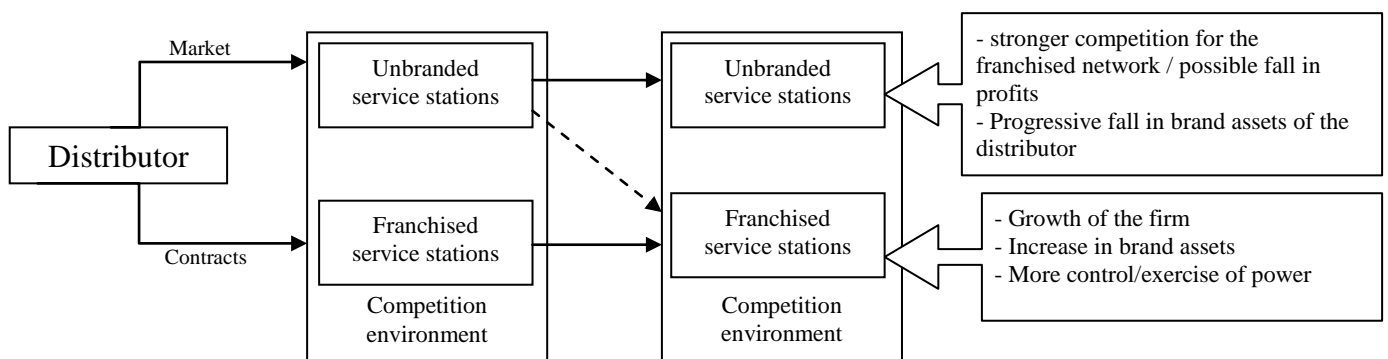 Market
Distributor
Contracts
Unbranded
service stations
Franchised
service stations
Competition
environment
Unbranded
service stations
Franchised
service stations
Competition
environment
- stronger competition for the
franchised network / possible fall in
profits
- Progressive fall in brand assets of the
distributor
- Growth of the firm
- Increase in brand assets
- More control/exercise of power